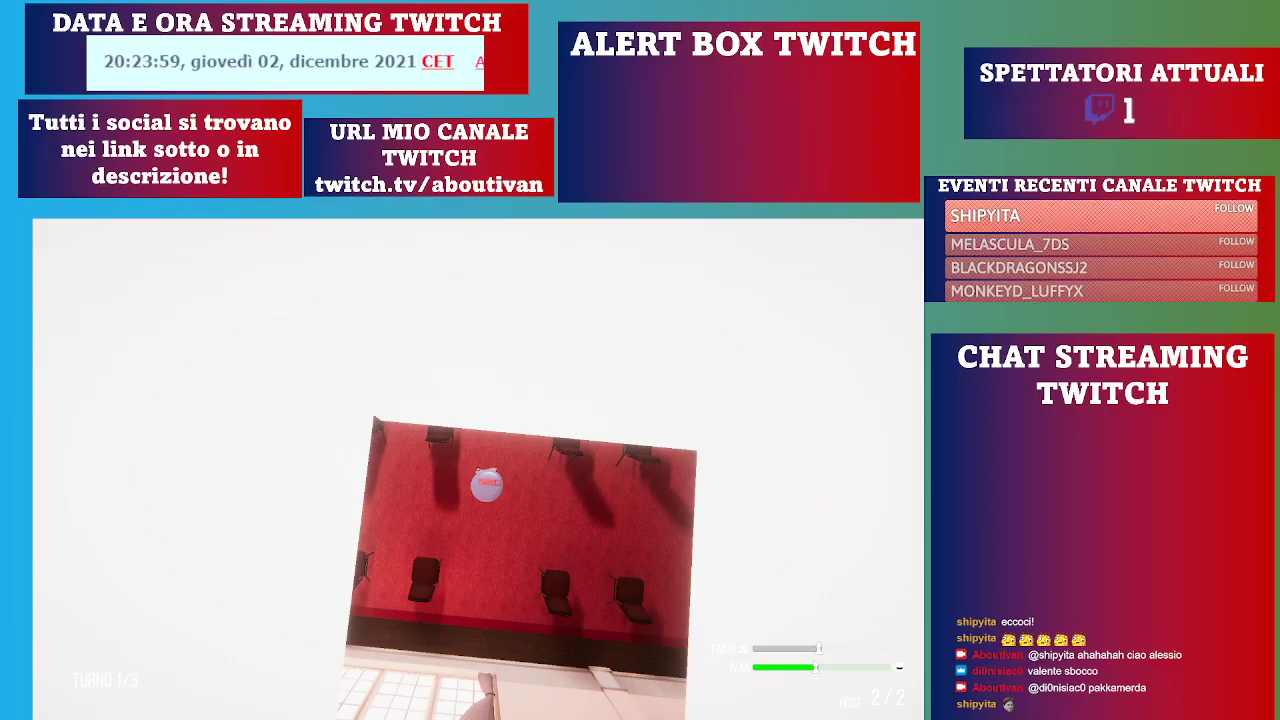 DATA E ORA STREAMING TWITCH
20:23:59, giovedì 02, dicembre 2021 CET A
Tutti i social si trovano
nei link sotto o in
descrizione!
URL MIO CANALE
TWITCH
twitch.tv/aboutivan
ALERT BOX TWITCH
SPETTATORI ATTUALI
1
EVENTI RECENTI CANALE TWITCH
SHIPYITA FOLLOW
MELASCULA_7DS FOLLOW
BLACKDRAGONSSJ2 FOLLOW
MONKEYD_LUFFYX FOLLOW
CHAT STREAMING
TWITCH
shipyita eccoci!
shipyita
AboutIvan @shipyita ahahahah ciao alessio
di0nisiac0 valente sbocco
AboutIvan @di0nisiac0 pakkamerda
shipyita
IVAN
TURNO 1/3
HOST 2/2